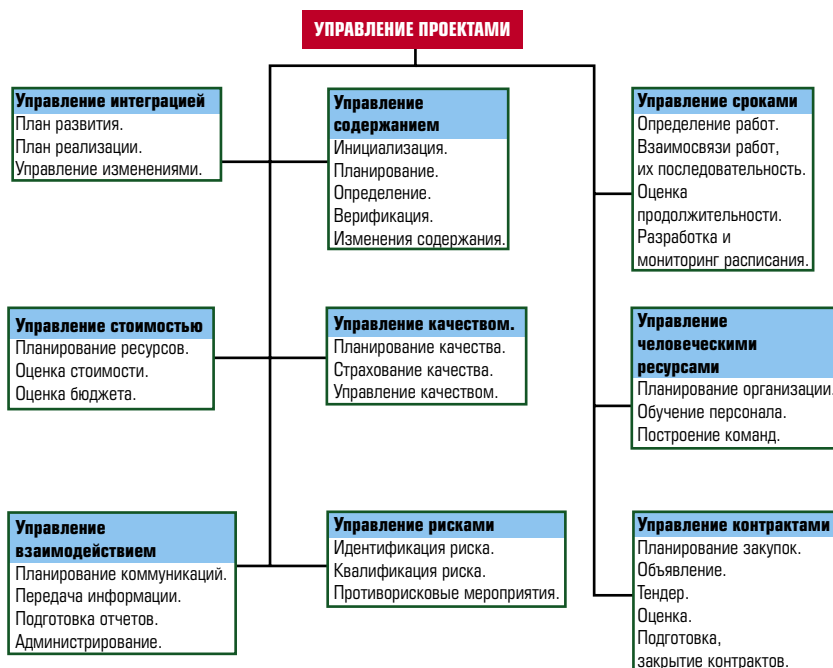 УПРАВЛЕНИЕ ПРОЕКТАМИ
Управление интеграцией
План развития.
План реализации.
Управление изменениями.
Управление
содержанием
Инициализация.
Планирование.
Определение.
Верификация.
Изменения содержания.
Управление сроками
Определение работ.
Взаимосвязи работ,
их последовательность.
Оценка
продолжительности.
Разработка и
мониторинг расписания.
Управление стоимостью
Планирование ресурсов.
Оценка стоимости.
Оценка бюджета.
Управление качеством.
Планирование качества.
Страхование качества.
Управление качеством.
Управление
человеческими
ресурсами
Планирование организации.
Обучение персонала.
Построение команд.
Управление
взаимодействием
Планирование коммуникаций.
Передача информации.
Подготовка отчетов.
Администрирование.
Управление рисками
Идентификация риска.
Квалификация риска.
Противорисковые мероприятия.
Управление контрактами
Планирование закупок.
Объявление.
Тендер.
Оценка.
Подготовка,
закрытие контрактов.